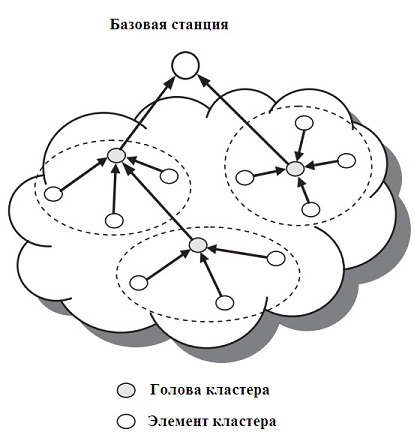 Базовая станция
Голова кластера
Элемент кластера